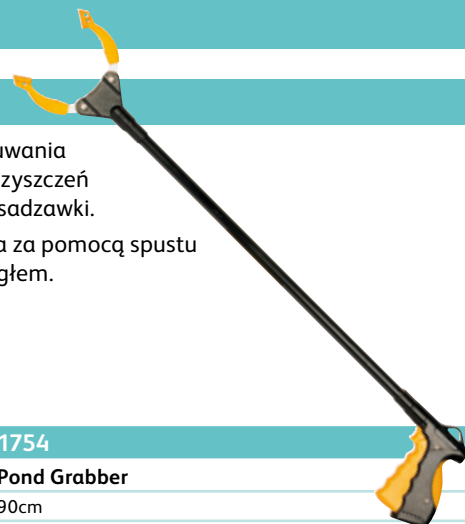 uwania
zyszczeń
sadzawki.
a za pomocą spustu
głem.
1754
Pond Grabber
90cm